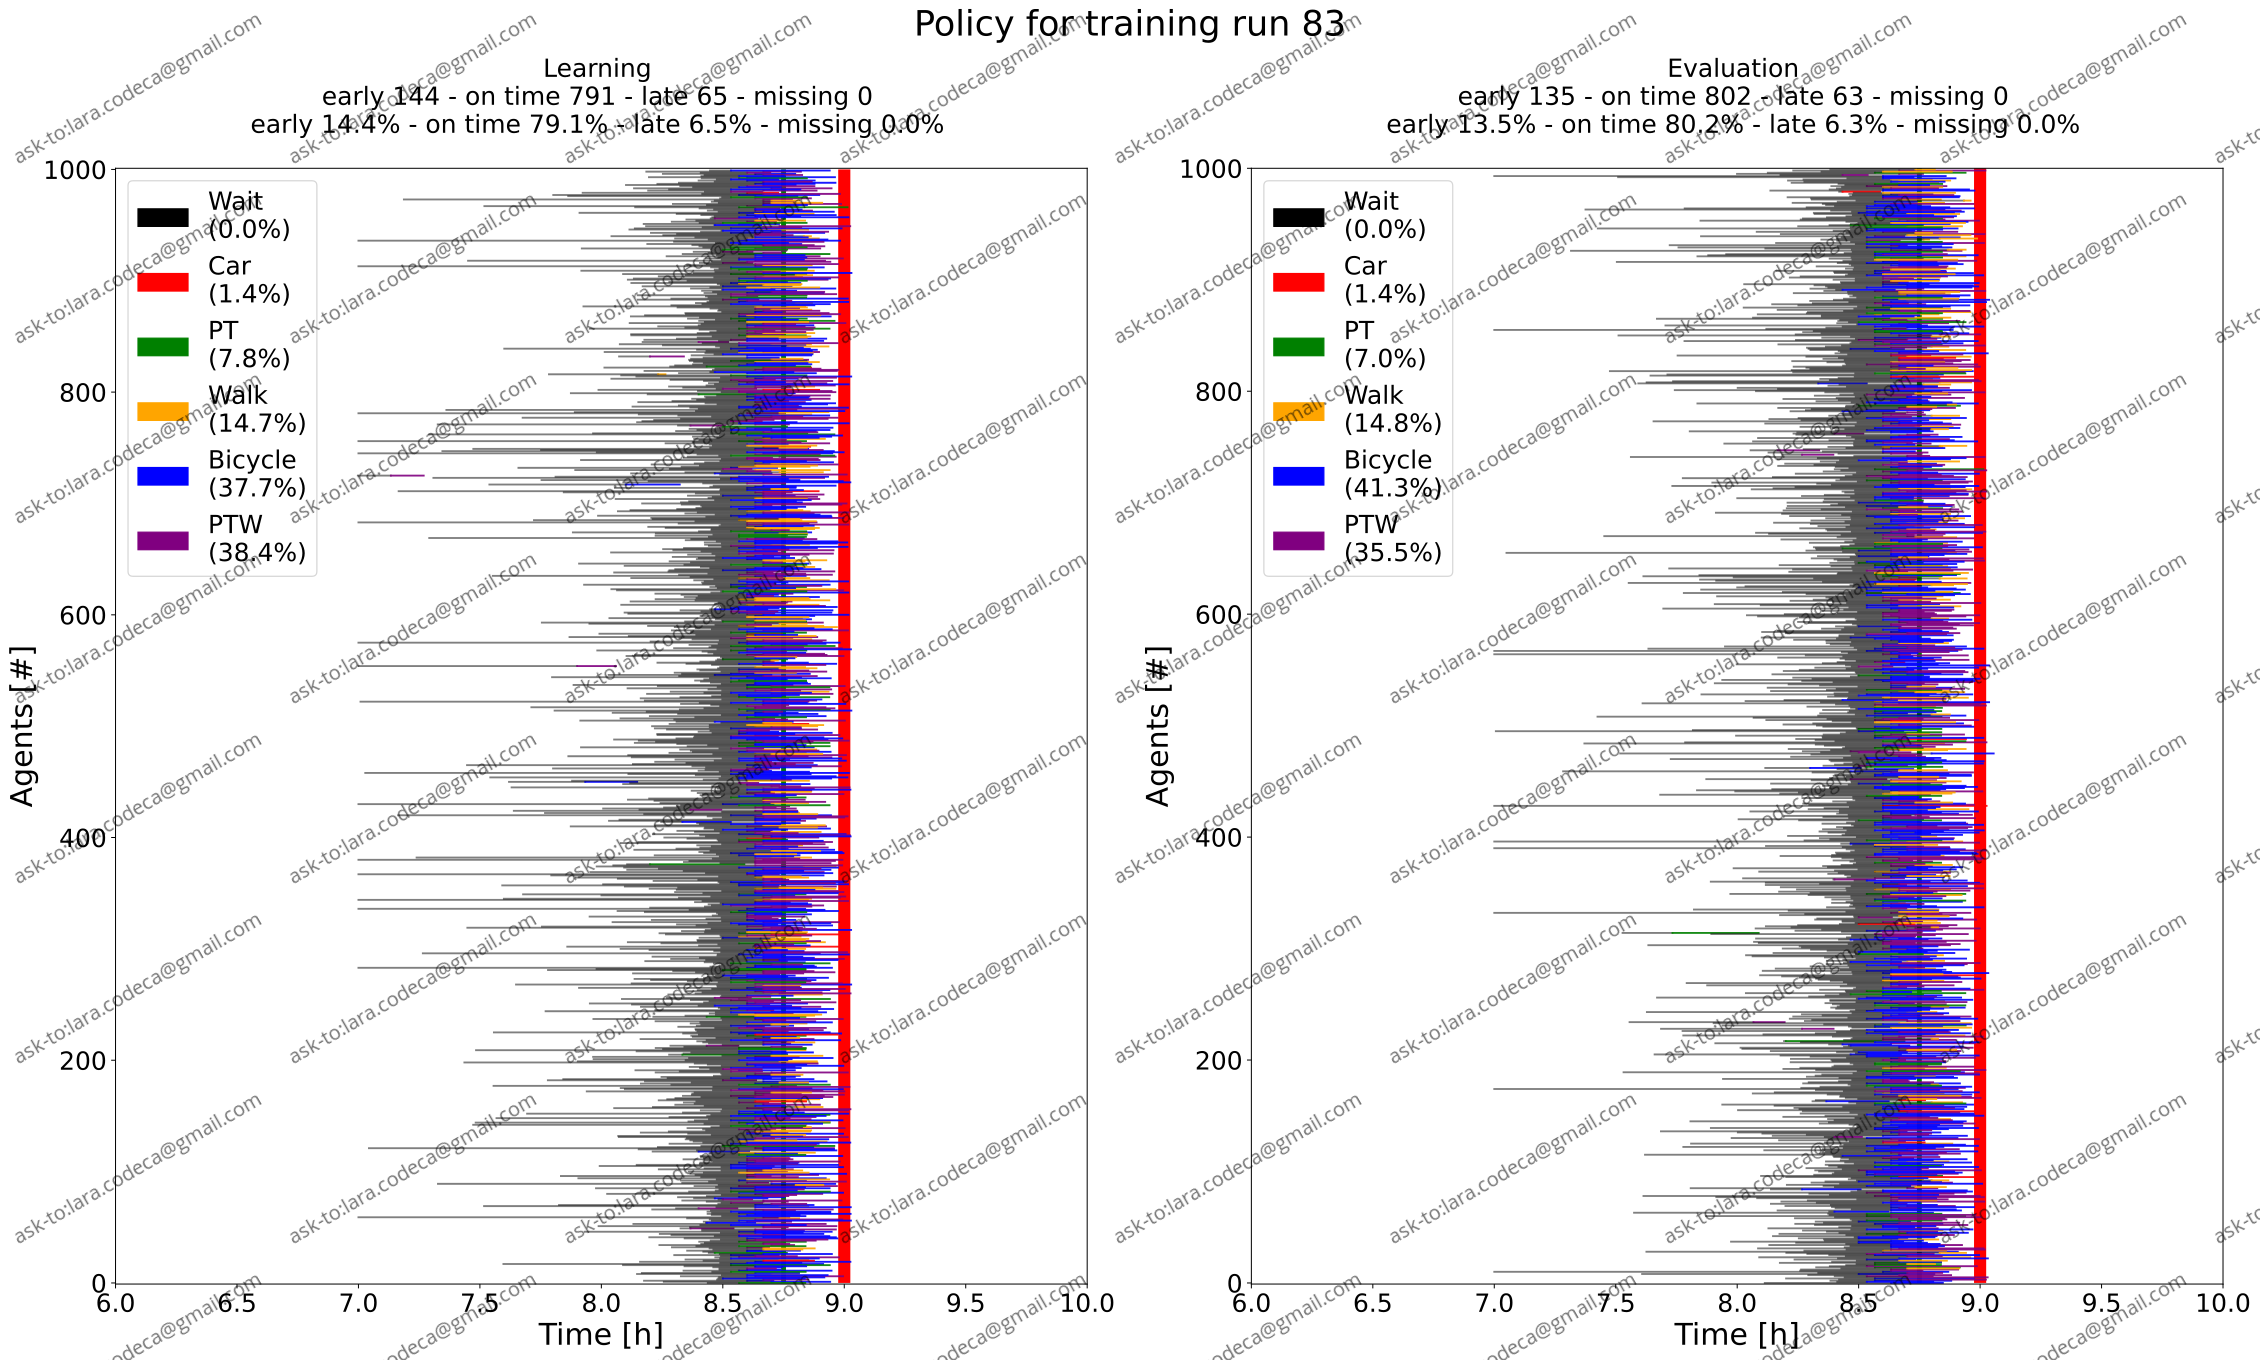 Policy for training run 83
Learning
early 144 - on time 791 - late 65 - missing 0
early 14.4% - on time 79.1% - late 6.5% - missing 0.0%
1000
800
600
400
200
0
Agents [#]
Wait
(0.0%)
Car
(1.4%)
PT
(7.8%)
Walk
(14.7%)
Bicycle
(37.7%)
PTW
(38.4%)
6.0 6.5 7.0 7.5 8.0 8.5 9.0 9.5 10.0
Time [h]
Evaluation
early 135 - on time 802 - late 63 - missing 0
early 13.5% - on time 80.2% - late 6.3% - missing 0.0%
1000
800
600
400
200
0
Agents [#]
Wait
(0.0%)
Car
(1.4%)
PT
(7.0%)
Walk
(14.8%)
Bicycle
(41.3%)
PTW
(35.5%)
6.0 6.5 7.0 7.5 8.0 8.5 9.0 9.5 10.0
Time [h]
ask-to:lara.codeca@gmail.com